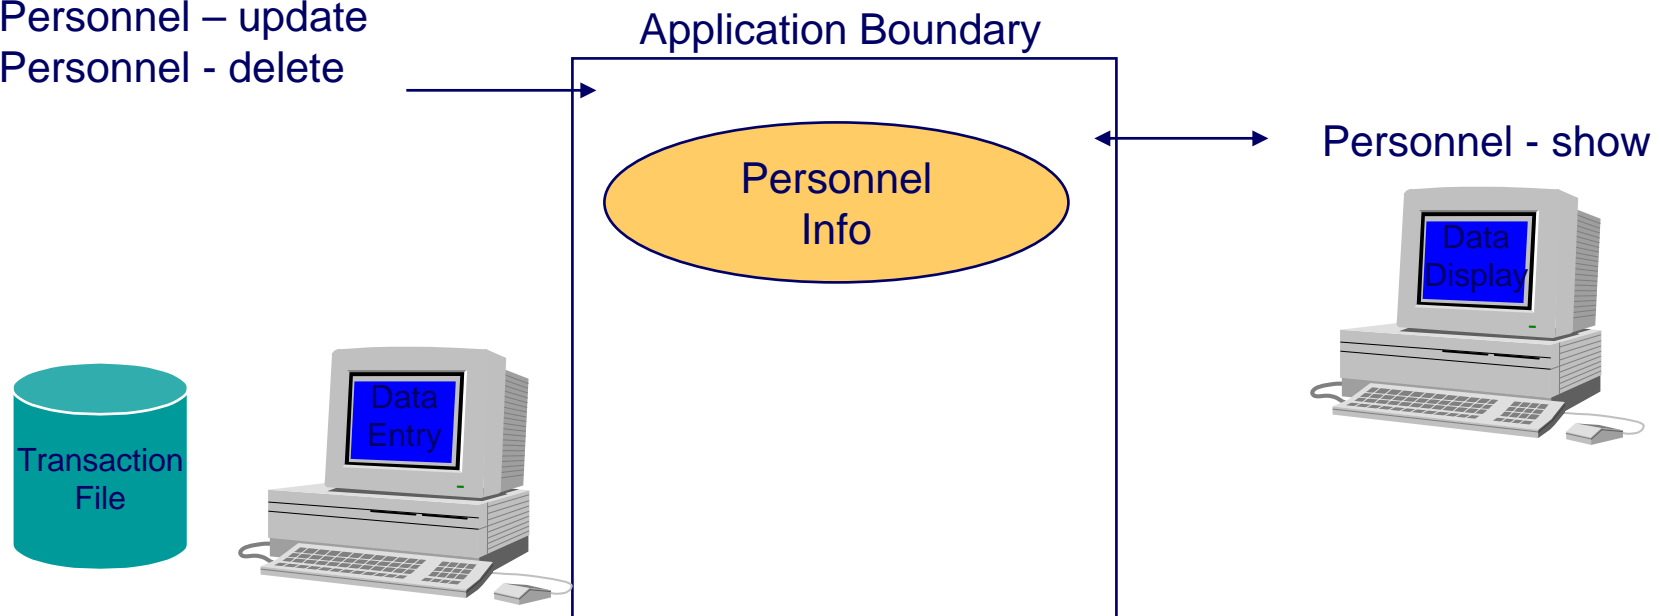 Personnel – update
Personnel - delete
Application Boundary
Personnel
Info
Personnel - show
Data
Display
Data
Entry
Transaction
File